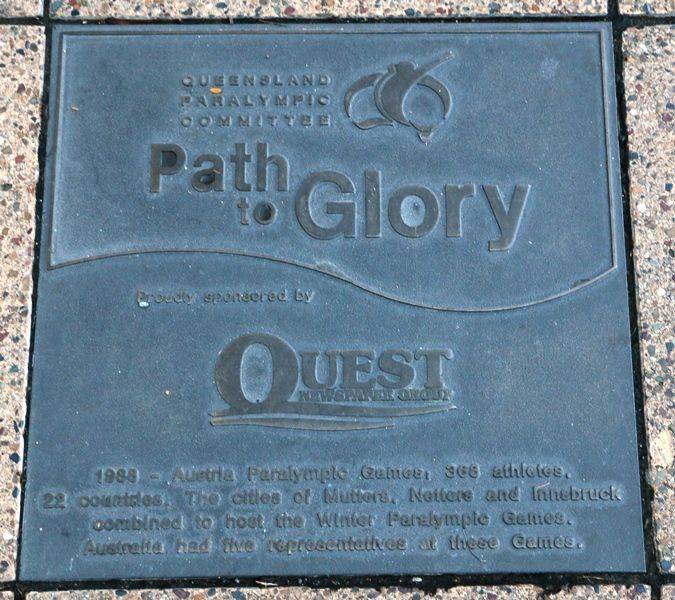 QUEENSLAND
PARALYMPIC
COMMITTEE
Path
to Glory
Proudly sponsored by
QUEST
NEWSPAPER GROUP
1988 - Austria Paralympic Games, 368 athletes,
22 countries. The cities of Mutters, Natters and Innsbruck
combined to host the Winter Paralympic Games.
Australia had five representatives at these Games.